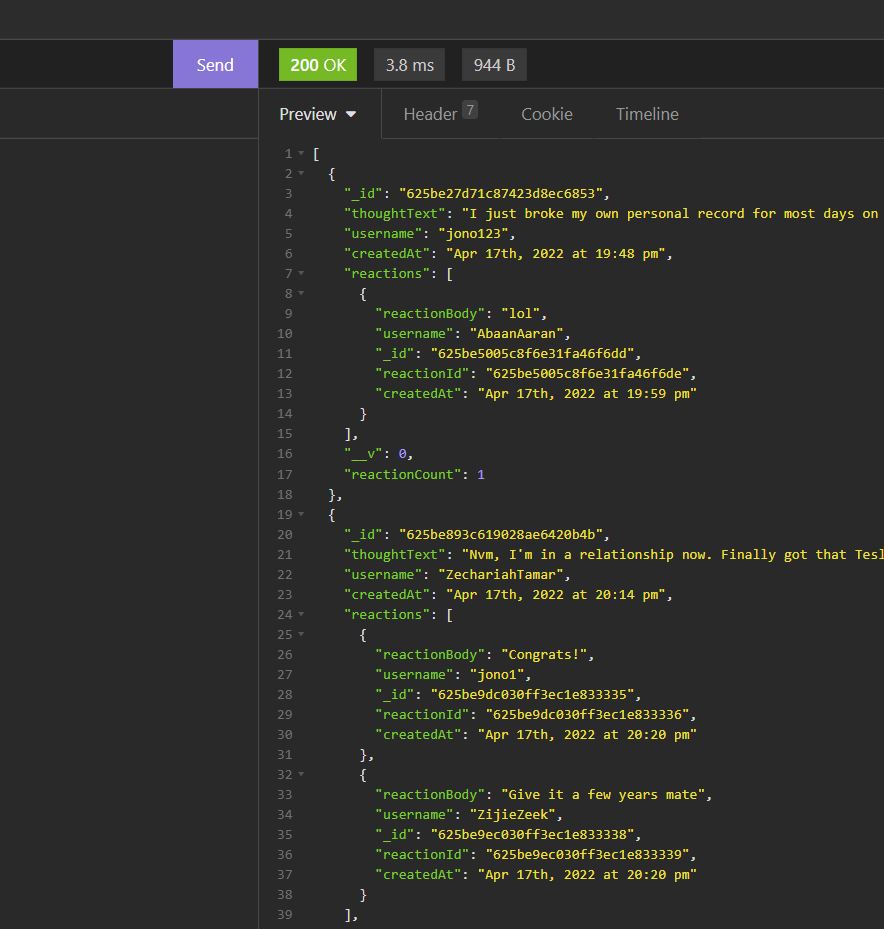 Send 200 OK 3.8 ms 944 B
Preview Header 7 Cookie Timeline
1 [
2 {
3 "_id": "625be27d71c87423d8ec6853",
4 "thoughtText": "I just broke my own personal record for most days on
5 "username": "jono123",
6 "createdAt": "Apr 17th, 2022 at 19:48 pm",
7 "reactions": [
8 {
9 "reactionBody": "lol",
10 "username": "AbaanAaran",
11 "_id": "625be5005c8f6e31fa46f6dd",
12 "reactionId": "625be5005c8f6e31fa46f6de",
13 "createdAt": "Apr 17th, 2022 at 19:59 pm"
14 }
15 ],
16 "__v": 0,
17 "reactionCount": 1
18 },
19 {
20 "_id": "625be893c619028ae6420b4b",
21 "thoughtText": "Nvm, I'm in a relationship now. Finally got that Tesl
22 "username": "ZechariahTamar",
23 "createdAt": "Apr 17th, 2022 at 20:14 pm",
24 "reactions": [
25 {
26 "reactionBody": "Congrats!",
27 "username": "jono1",
28 "_id": "625be9dc030ff3ec1e833335",
29 "reactionId": "625be9dc030ff3ec1e833336",
30 "createdAt": "Apr 17th, 2022 at 20:20 pm"
31 },
32 {
33 "reactionBody": "Give it a few years mate",
34 "username": "ZijieZeek",
35 "_id": "625be9ec030ff3ec1e833338",
36 "reactionId": "625be9ec030ff3ec1e833339",
37 "createdAt": "Apr 17th, 2022 at 20:20 pm"
38 }
39 ],